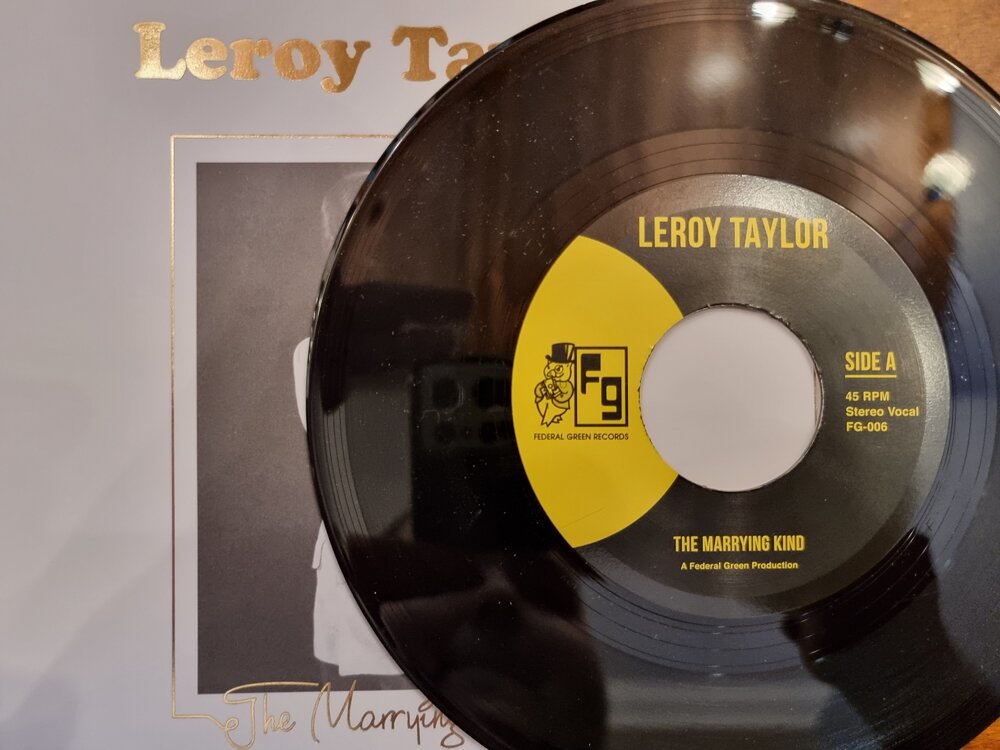 Leroy Ta
The Marrying
LEROY TAYLOR
Fg
FEDERAL GREEN RECORDS
SIDE A
45 RPM
Stereo Vocal
FG-006
THE MARRYING KIND
A Federal Green Production